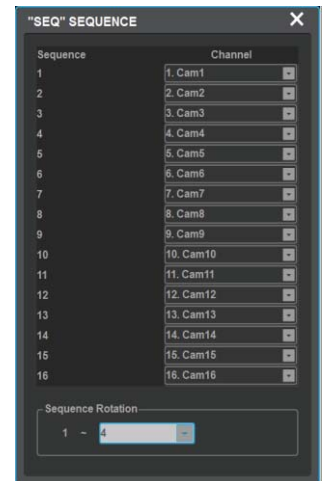 "SEQ" SEQUENCE X
Sequence Channel
1 1. Cam1
2 2. Cam2
3 3. Cam3
4 4. Cam4
5 5. Cam5
6 6. Cam6
7 7. Cam7
8 8. Cam8
9 9. Cam9
10 10. Cam10
11 11. Cam11
12 12. Cam12
13 13. Cam13
14 14. Cam14
15 15. Cam15
16 16. Cam16
Sequence Rotation
1 ~ 4